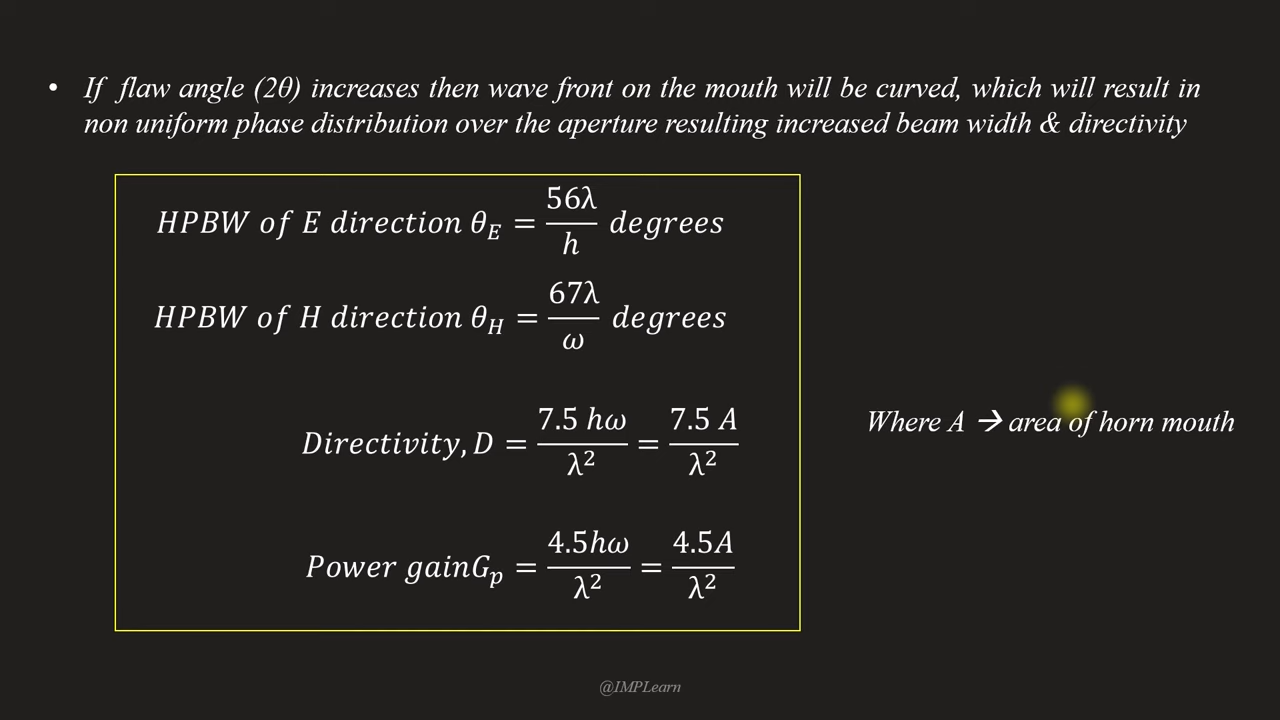 • If flaw angle (2θ) increases then wave front on the mouth will be curved, which will result in
non uniform phase distribution over the aperture resulting increased beam width & directivity
HPBW of E direction θ_E = 56λ/h degrees
HPBW of H direction θ_H = 67λ/ω degrees
Directivity, D = 7.5 hω/λ² = 7.5 A/λ²
Where A → area of horn mouth
Power gainG_p = 4.5hω/λ² = 4.5A/λ²
@IMPLearn